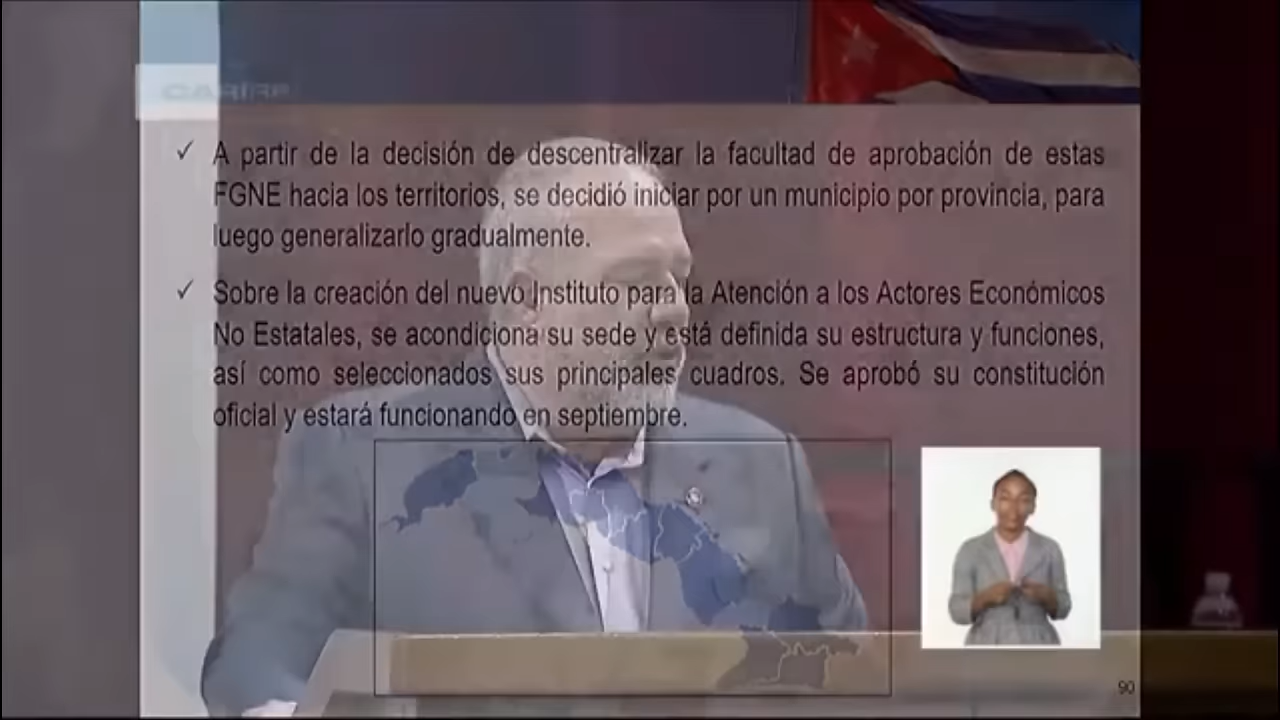 CARIBE
✓ A partir de la decisión de descentralizar la facultad de aprobación de estas
FGNE hacia los territorios, se decidió iniciar por un municipio por provincia, para
luego generalizarlo gradualmente.
✓ Sobre la creación del nuevo Instituto para la Atención a los Actores Económicos
No Estatales, se acondiciona su sede y está definida su estructura y funciones,
así como seleccionados sus principales cuadros. Se aprobó su constitución
oficial y estará funcionando en septiembre.
90